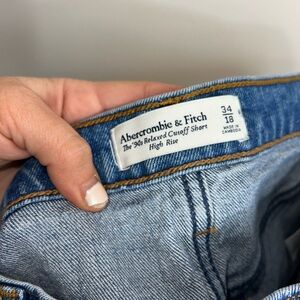 Abercrombie & Fitch
The '90s Relaxed Cutoff Short
High Rise
34
18
MADE IN
CAMBODIA